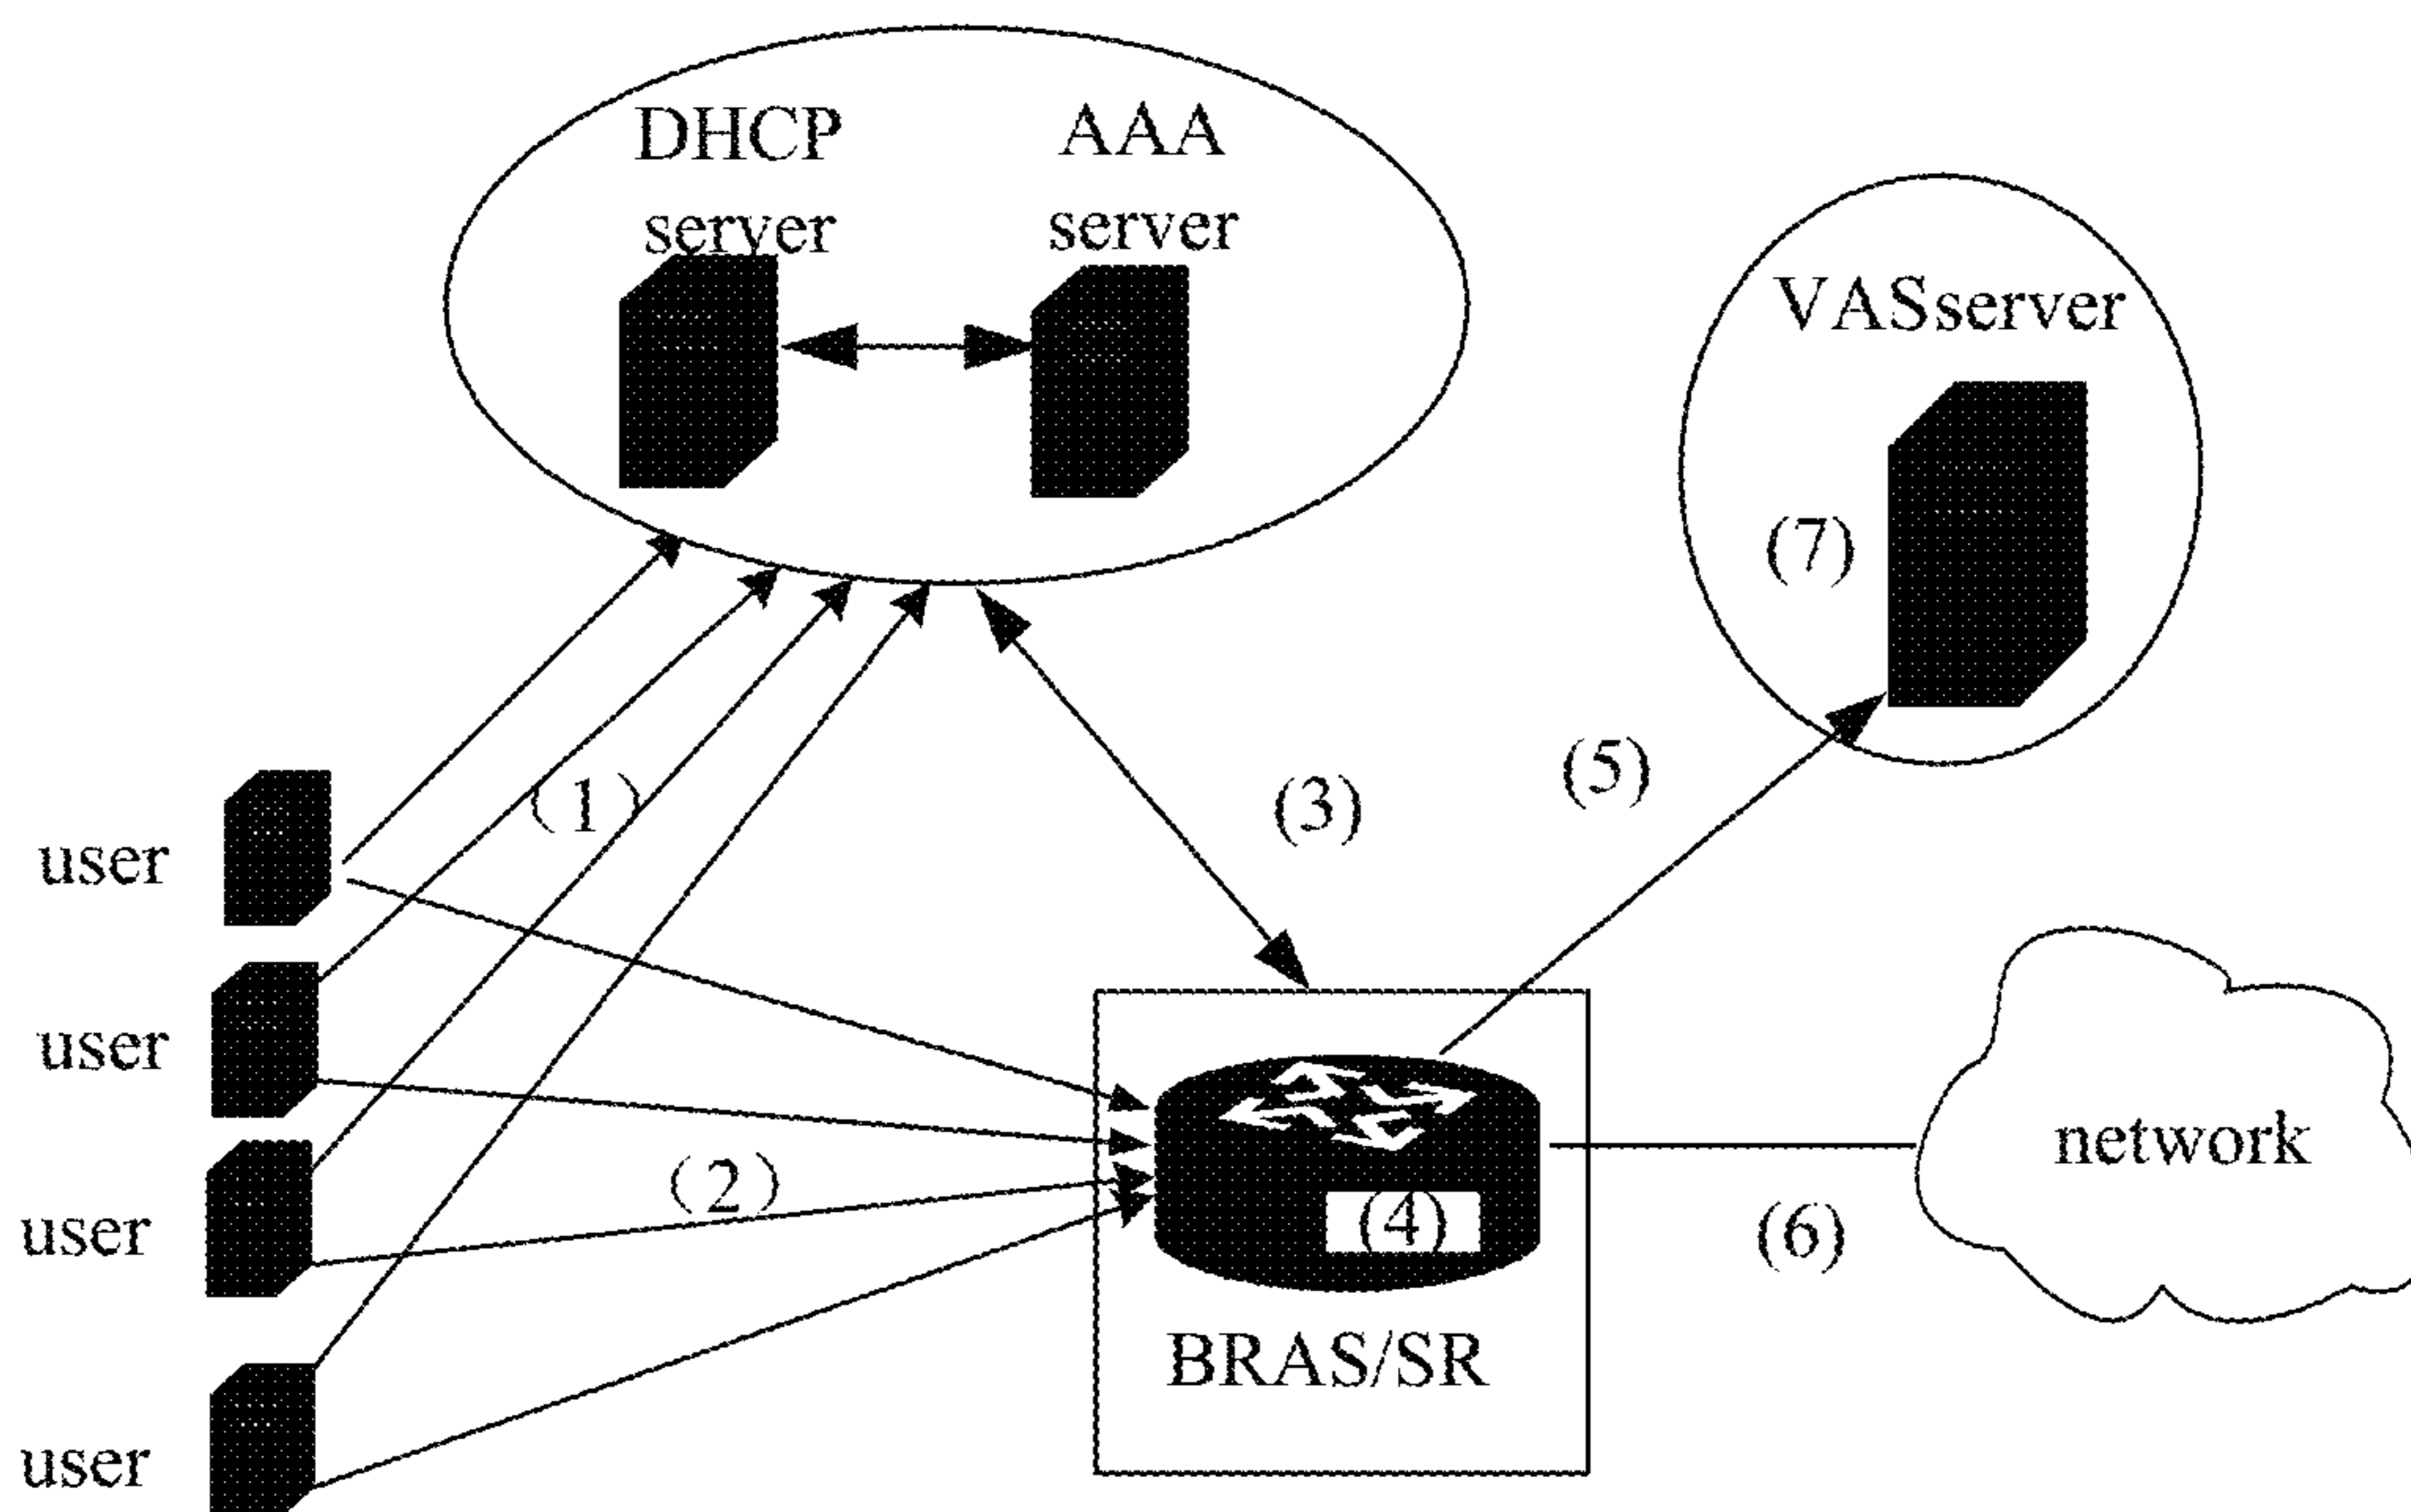 DHCP
server
AAA
server
VASserver
(7)
(5)
(3)
(1)
user
user
(2)
user
user
(4)
BRAS/SR
network
(6)